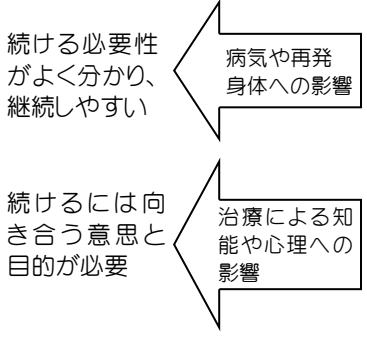 続ける必要性
がよく分かり、
継続しやすい
病気や再発
身体への影響
続けるには向
き合う意思と
目的が必要
治療による知
能や心理への
影響